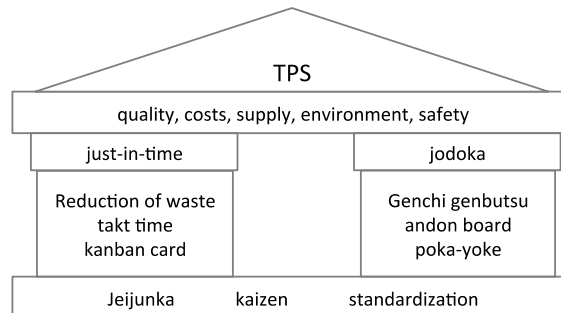 TPS
quality, costs, supply, environment, safety
just-in-time
jodoka
Reduction of waste
takt time
kanban card
Genchi genbutsu
andon board
poka-yoke
Jeijunka kaizen standardization